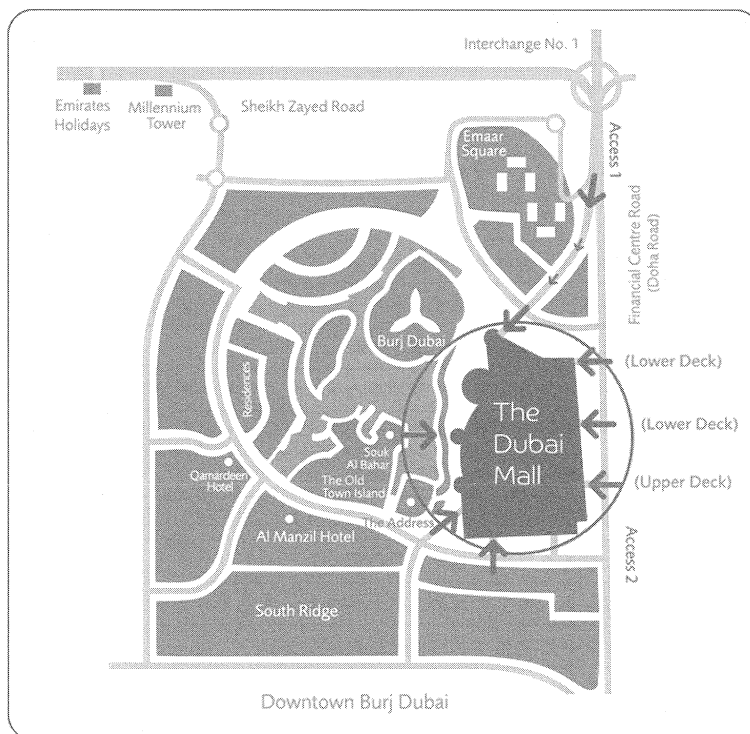 Interchange No. 1
Emirates
Holidays
Millennium
Tower
Sheikh Zayed Road
Access 1
Emaar
Square
Financial Centre Road
(Doha Road)
Burj Dubai
(Lower Deck)
Residences
The
Dubai
Mall
(Lower Deck)
Souk
Al Bahar
Qamardeen
Hotel
The Old
Town Island
(Upper Deck)
The Address
Al Manzil Hotel
Access 2
South Ridge
Downtown Burj Dubai